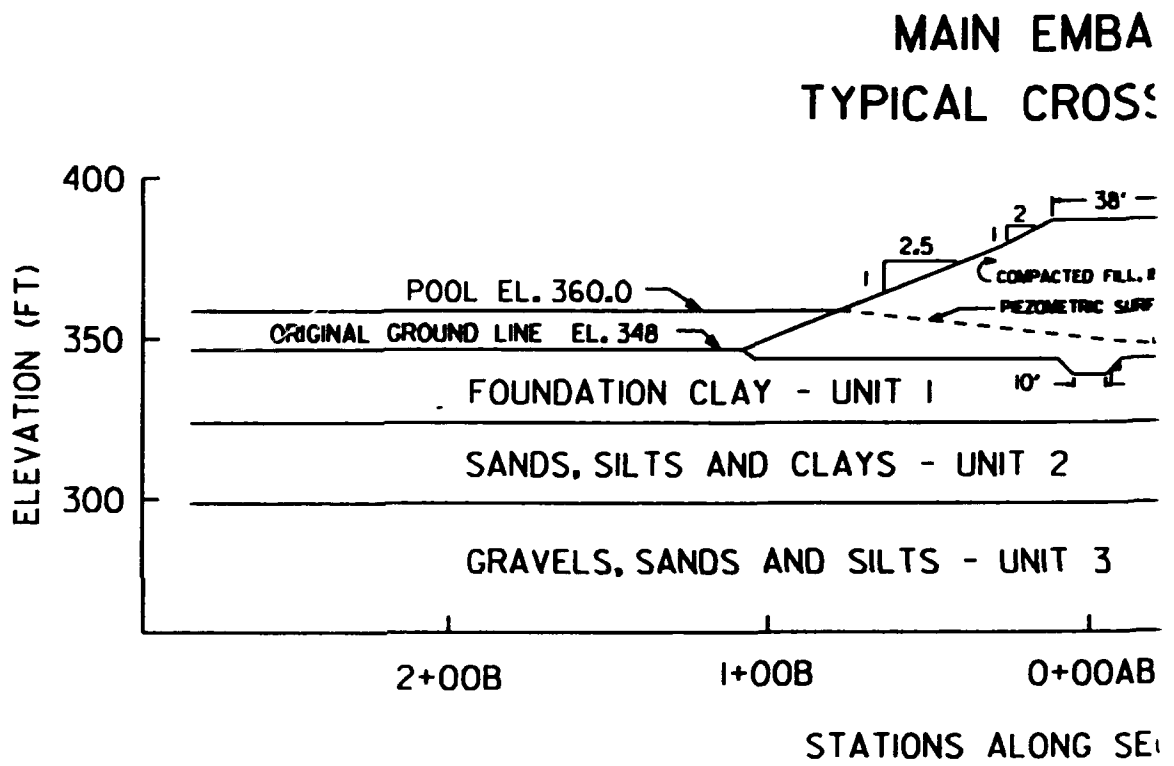 MAIN EMBA
TYPICAL CROSS
400
38'
2
1
2.5
1
COMPACTED FILL,
POOL EL. 360.0
PIEZOMETRIC SURF
350
ORIGINAL GROUND LINE EL. 348
10'
FOUNDATION CLAY - UNIT 1
ELEVATION (FT)
SANDS, SILTS AND CLAYS - UNIT 2
300
GRAVELS, SANDS AND SILTS - UNIT 3
2+00B
1+00B
0+00AB
STATIONS ALONG SE